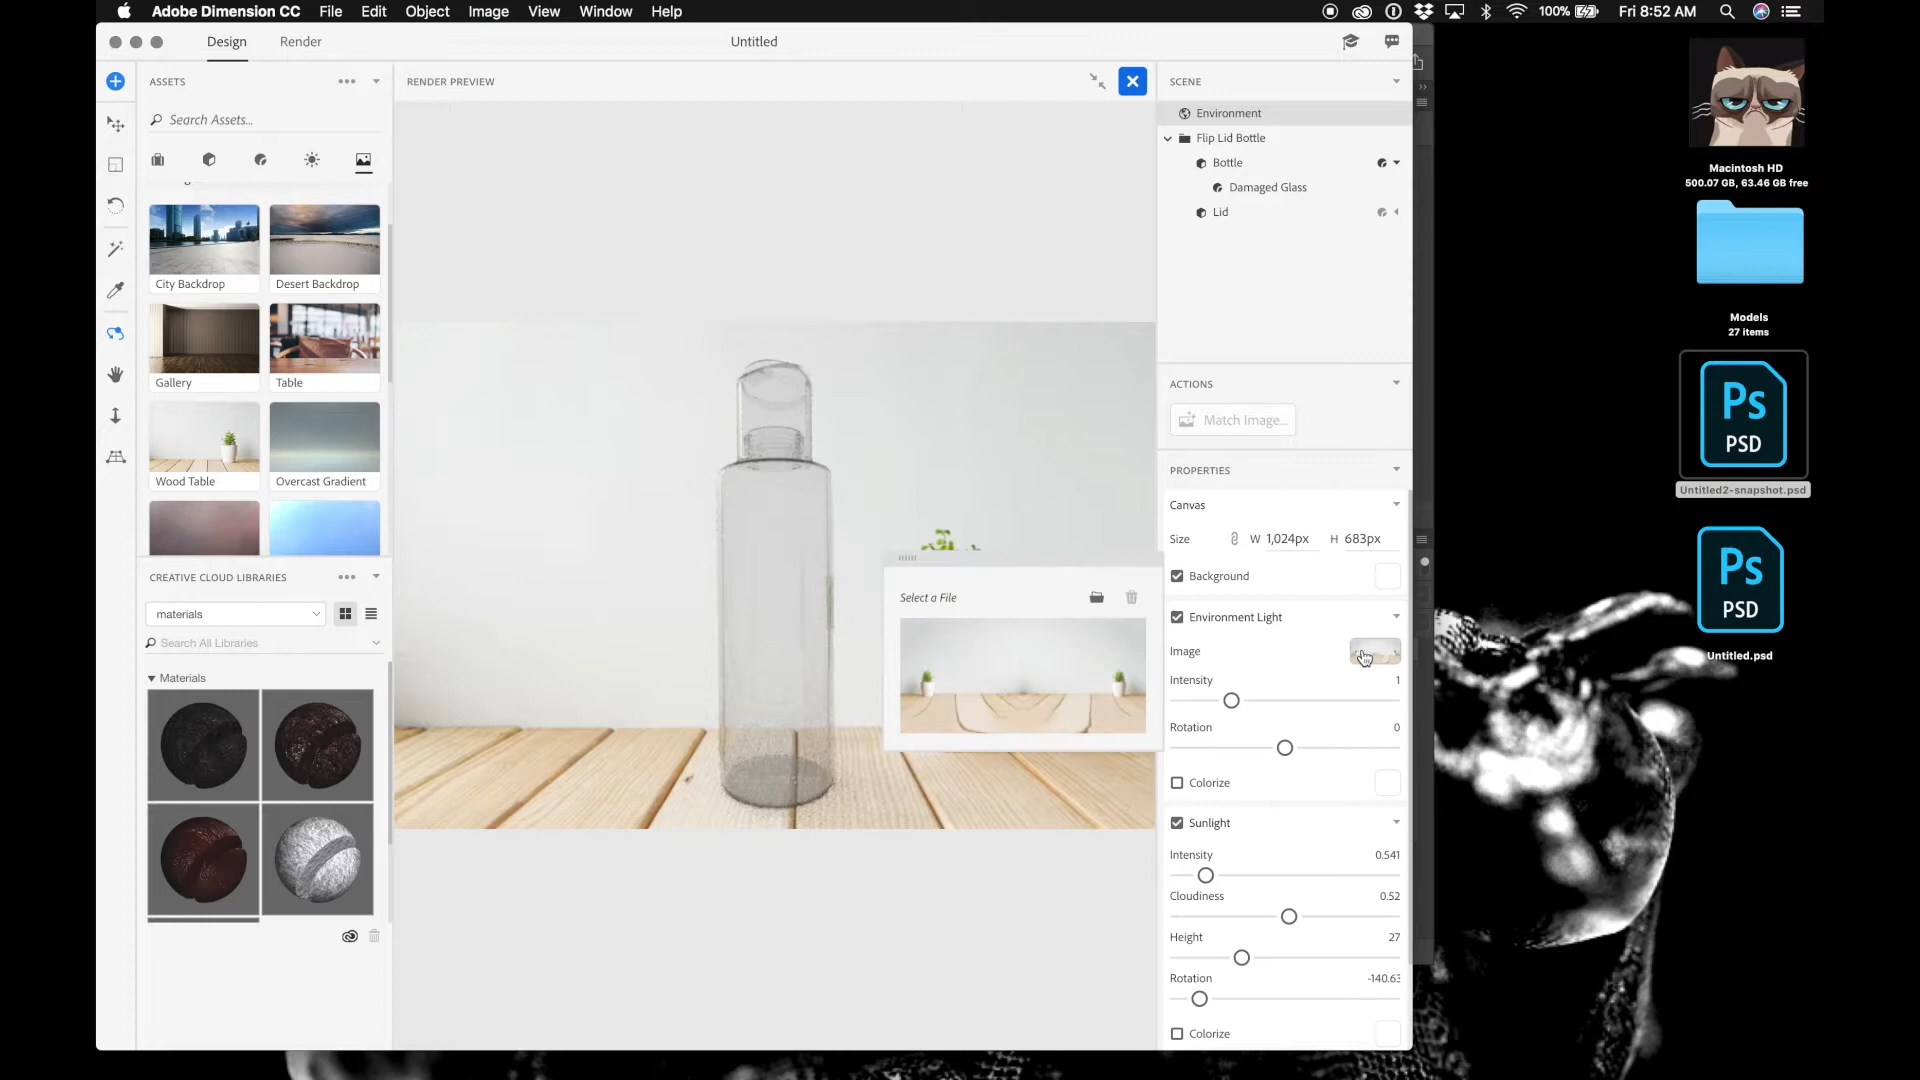 Adobe Dimension CC File Edit Object Image View Window Help 100% Fri 8:52 AM
Design Render Untitled
ASSETS
Search Assets...
City Backdrop Desert Backdrop
Gallery Table
Wood Table Overcast Gradient
CREATIVE CLOUD LIBRARIES
materials
Search All Libraries
Materials
RENDER PREVIEW
Select a File
SCENE
Environment
Flip Lid Bottle
Bottle
Damaged Glass
Lid
ACTIONS
Match Image...
PROPERTIES
Canvas
Size W 1,024px H 683px
Background
Environment Light
Image
Intensity 1
Rotation 0
Colorize
Sunlight
Intensity 0.541
Cloudiness 0.52
Height 27
Rotation -140.63
Colorize
Macintosh HD
500.07 GB, 63.46 GB free
Models
27 items
Ps
PSD
Untitled2-snapshot.psd
Ps
PSD
Untitled.psd